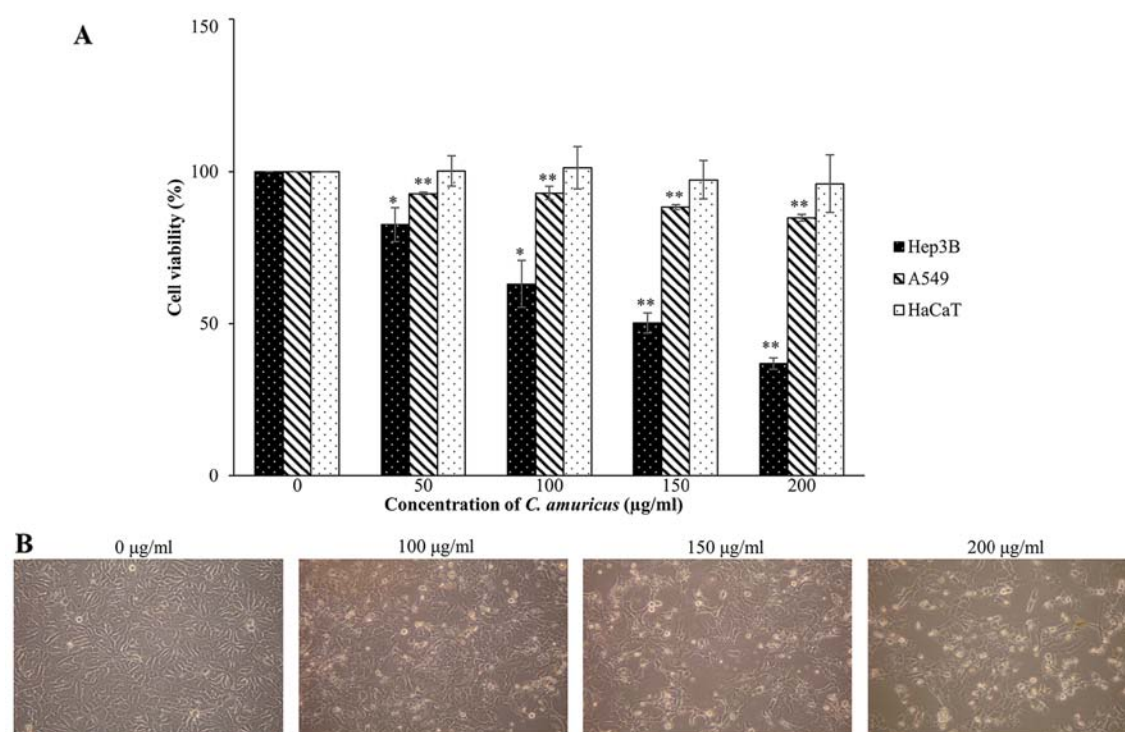 A
150
100
50
0
Cell viability (%)
*
**
*
**
**
**
**
**
0
50
100
150
200
Concentration of C. amuricus (µg/ml)
Hep3B
A549
HaCaT
B
0 µg/ml
100 µg/ml
150 µg/ml
200 µg/ml